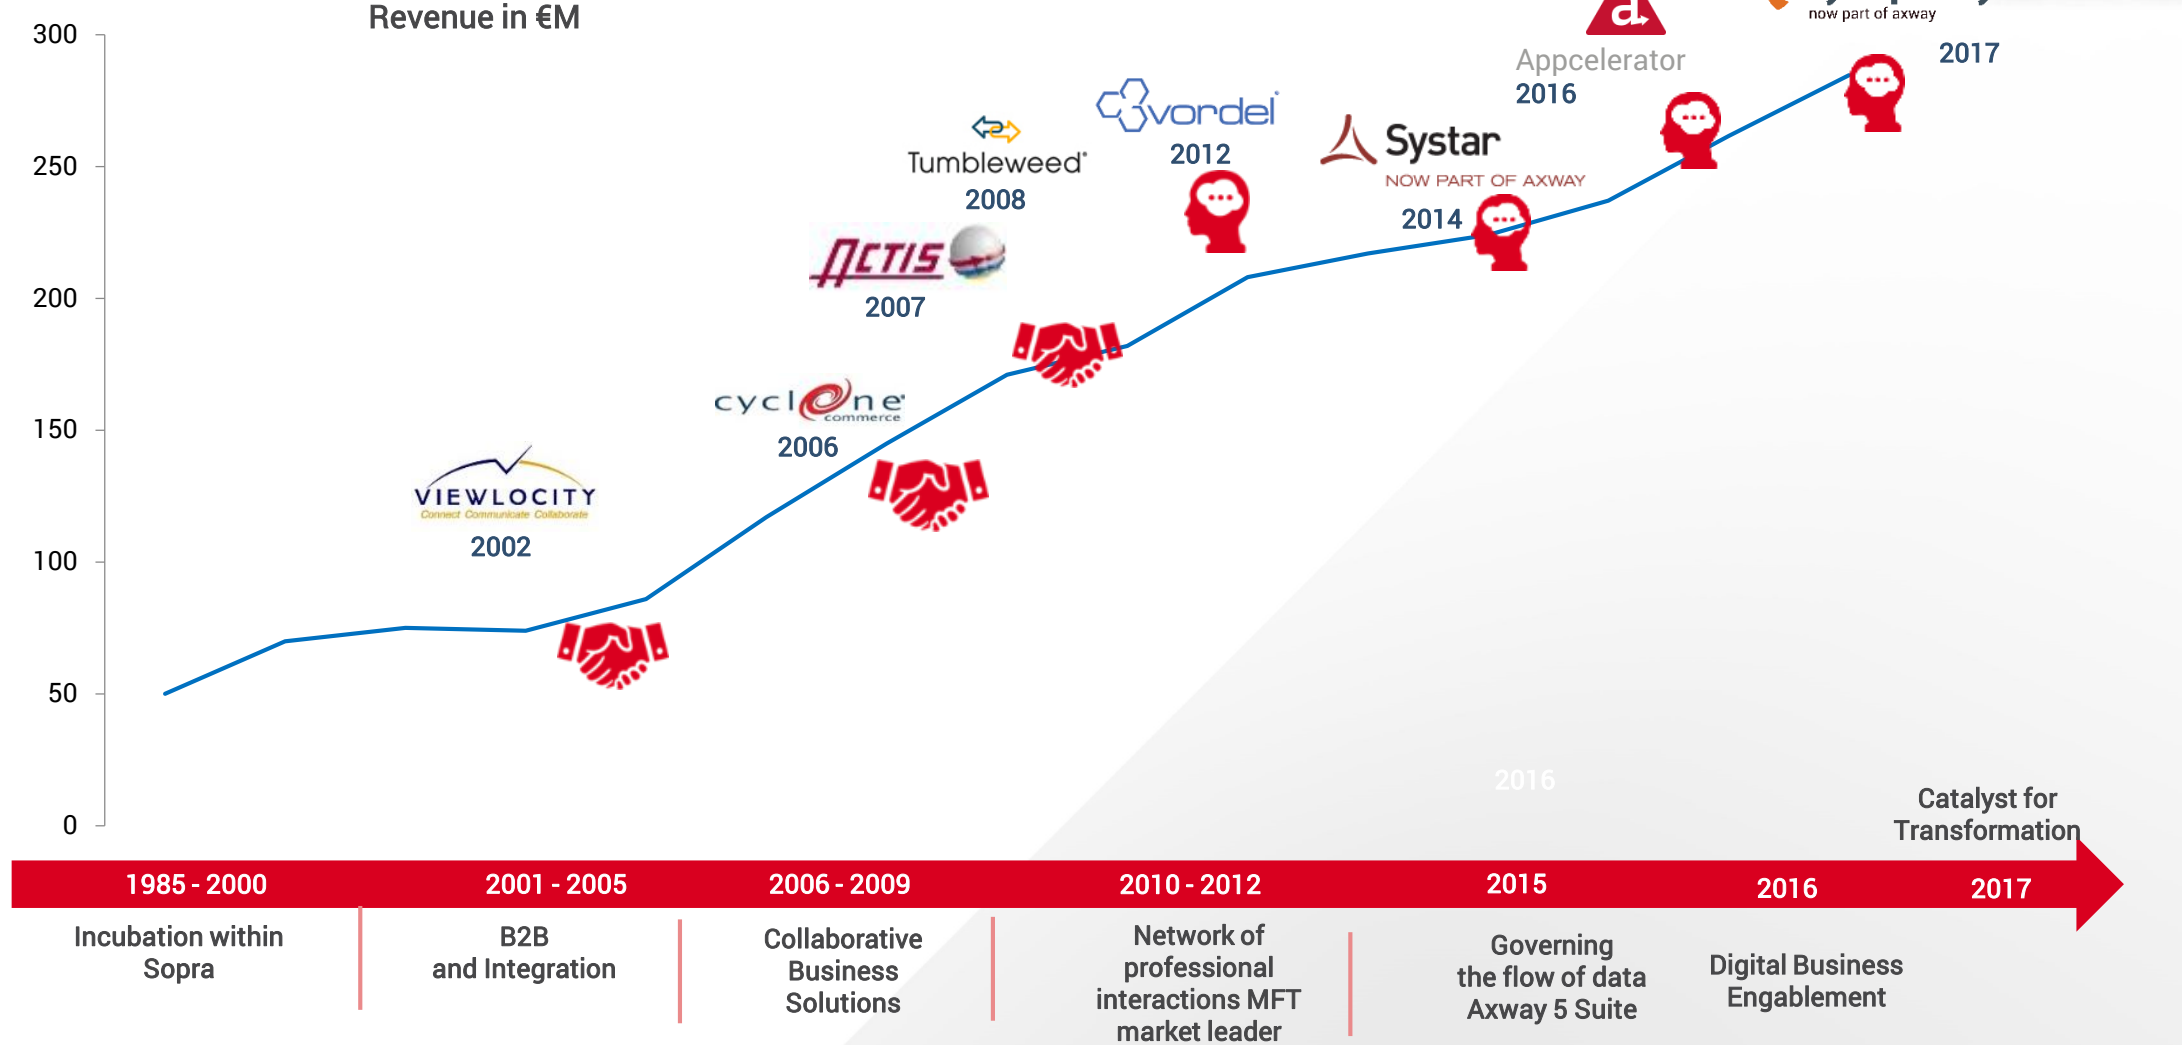 Revenue in €M
300
250
200
150
100
50
0
VIEWLOCITY
Connect Communicate Collaborate
2002
cyclone
commerce
2006
ACTIS
2007
Tumbleweed
2008
vordel
2012
Systar
NOW PART OF AXWAY
2014
a
Appcelerator
2016
now part of axway
2017
2016
Catalyst for
Transformation
1985 - 2000
2001 - 2005
2006 - 2009
2010 - 2012
2015
2016
2017
Incubation within
Sopra
B2B
and Integration
Collaborative
Business
Solutions
Network of
professional
interactions MFT
market leader
Governing
the flow of data
Axway 5 Suite
Digital Business
Engablement